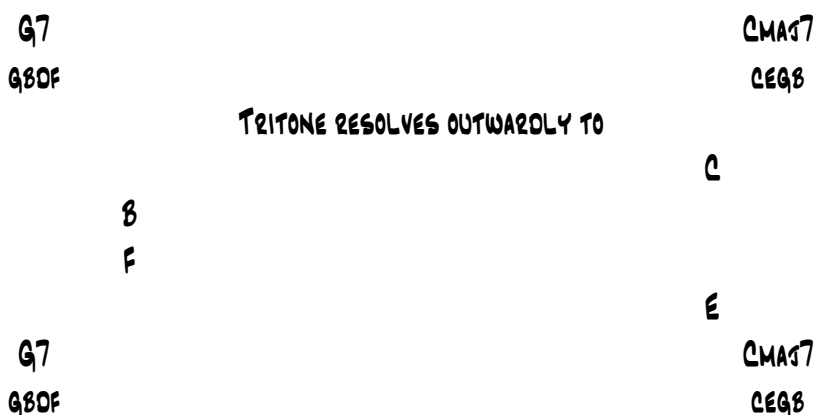 G7 CMAJ7
GBDF CEGB
TRITONE RESOLVES OUTWARDLY TO
C
B
F
E
G7 CMAJ7
GBDF CEGB